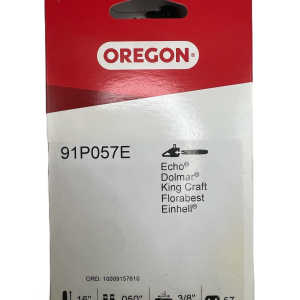 OREGON®
91P057E
Echo®
Dolmar®
King Craft
Florabest
Einhell®
ORD: 10009157610
16" .050" 3/8" 57